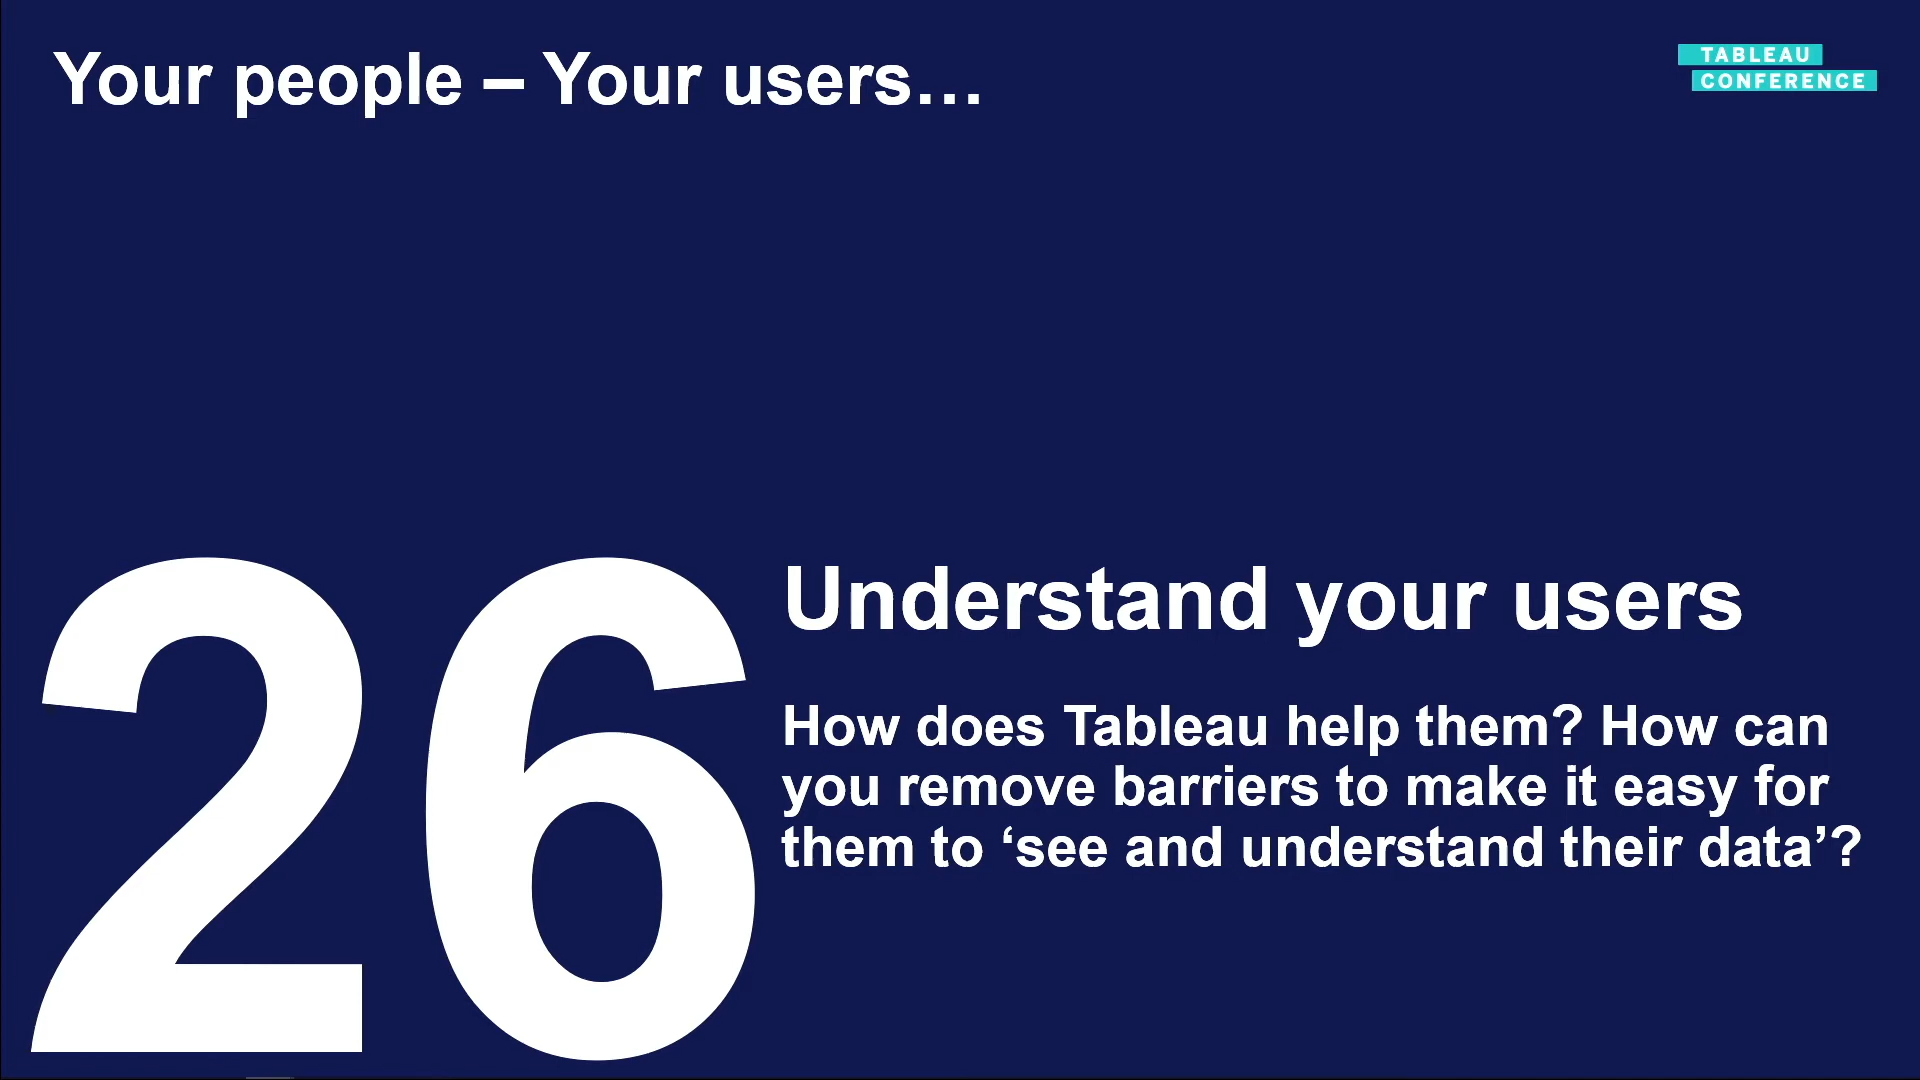 Your people – Your users…
TABLEAU
CONFERENCE
26
Understand your users
How does Tableau help them? How can
you remove barriers to make it easy for
them to ‘see and understand their data’?